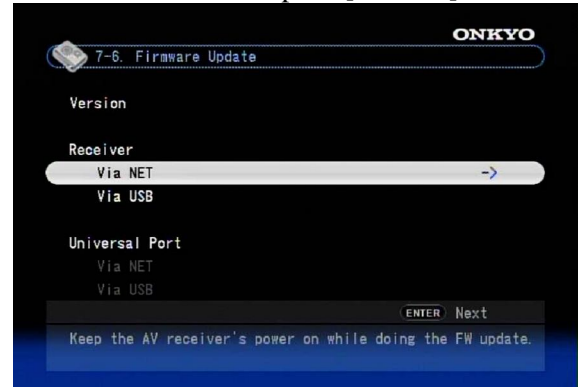 ONKYO
7-6. Firmware Update
Version
Receiver
Via NET ->
Via USB
Universal Port
Via NET
Via USB
ENTER Next
Keep the AV receiver's power on while doing the FW update.